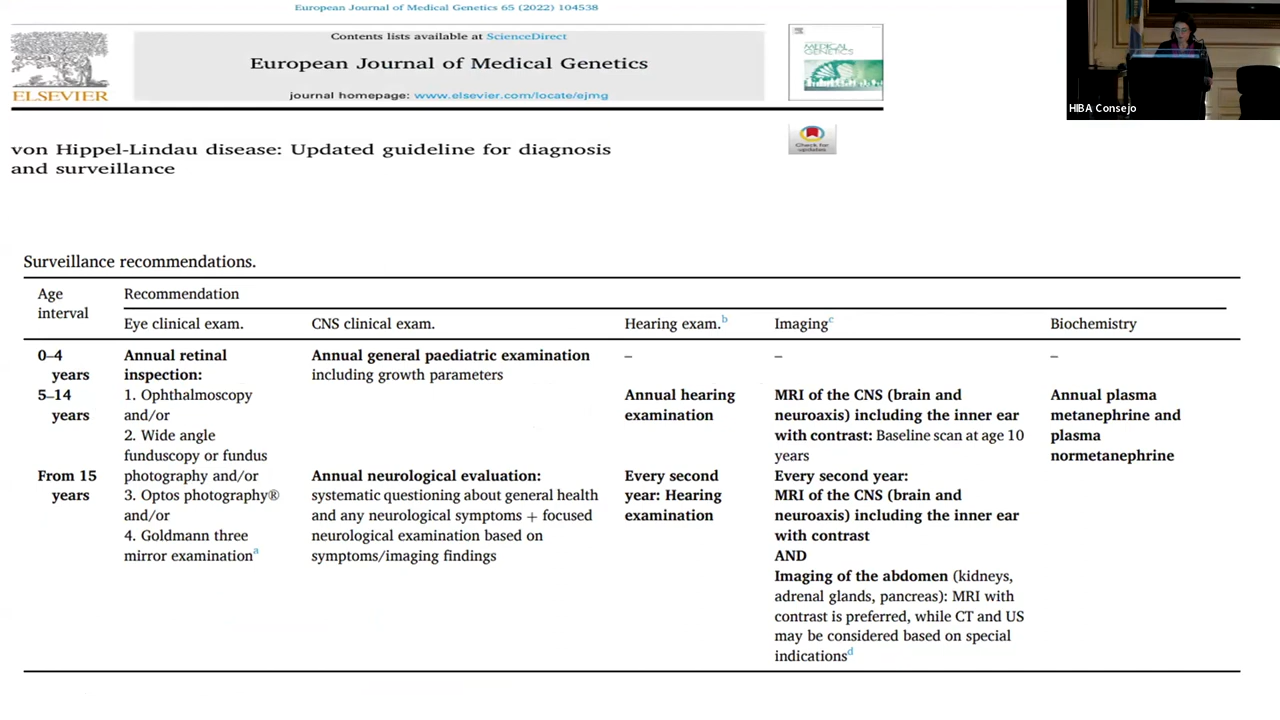 European Journal of Medical Genetics 65 (2022) 104538
Contents lists available at ScienceDirect
European Journal of Medical Genetics
journal homepage: www.elsevier.com/locate/ejmg
ELSEVIER
MEDICAL
GENETICS
HIBA Consejo
Check for
updates
von Hippel-Lindau disease: Updated guideline for diagnosis
and surveillance
Surveillance recommendations.
Age
interval
Recommendation
Eye clinical exam.
CNS clinical exam.
Hearing exam.b
Imagingc
Biochemistry
0–4
years
Annual retinal
inspection:
Annual general paediatric examination
including growth parameters
–
–
–
5–14
years
1. Ophthalmoscopy
and/or
2. Wide angle
funduscopy or fundus
photography and/or
Annual hearing
examination
MRI of the CNS (brain and
neuroaxis) including the inner ear
with contrast: Baseline scan at age 10
years
Annual plasma
metanephrine and
plasma
normetanephrine
From 15
years
3. Optos photography®
and/or
4. Goldmann three
mirror examinationa
Annual neurological evaluation:
systematic questioning about general health
and any neurological symptoms + focused
neurological examination based on
symptoms/imaging findings
Every second
year: Hearing
examination
Every second year:
MRI of the CNS (brain and
neuroaxis) including the inner ear
with contrast
AND
Imaging of the abdomen (kidneys,
adrenal glands, pancreas): MRI with
contrast is preferred, while CT and US
may be considered based on special
indicationsd